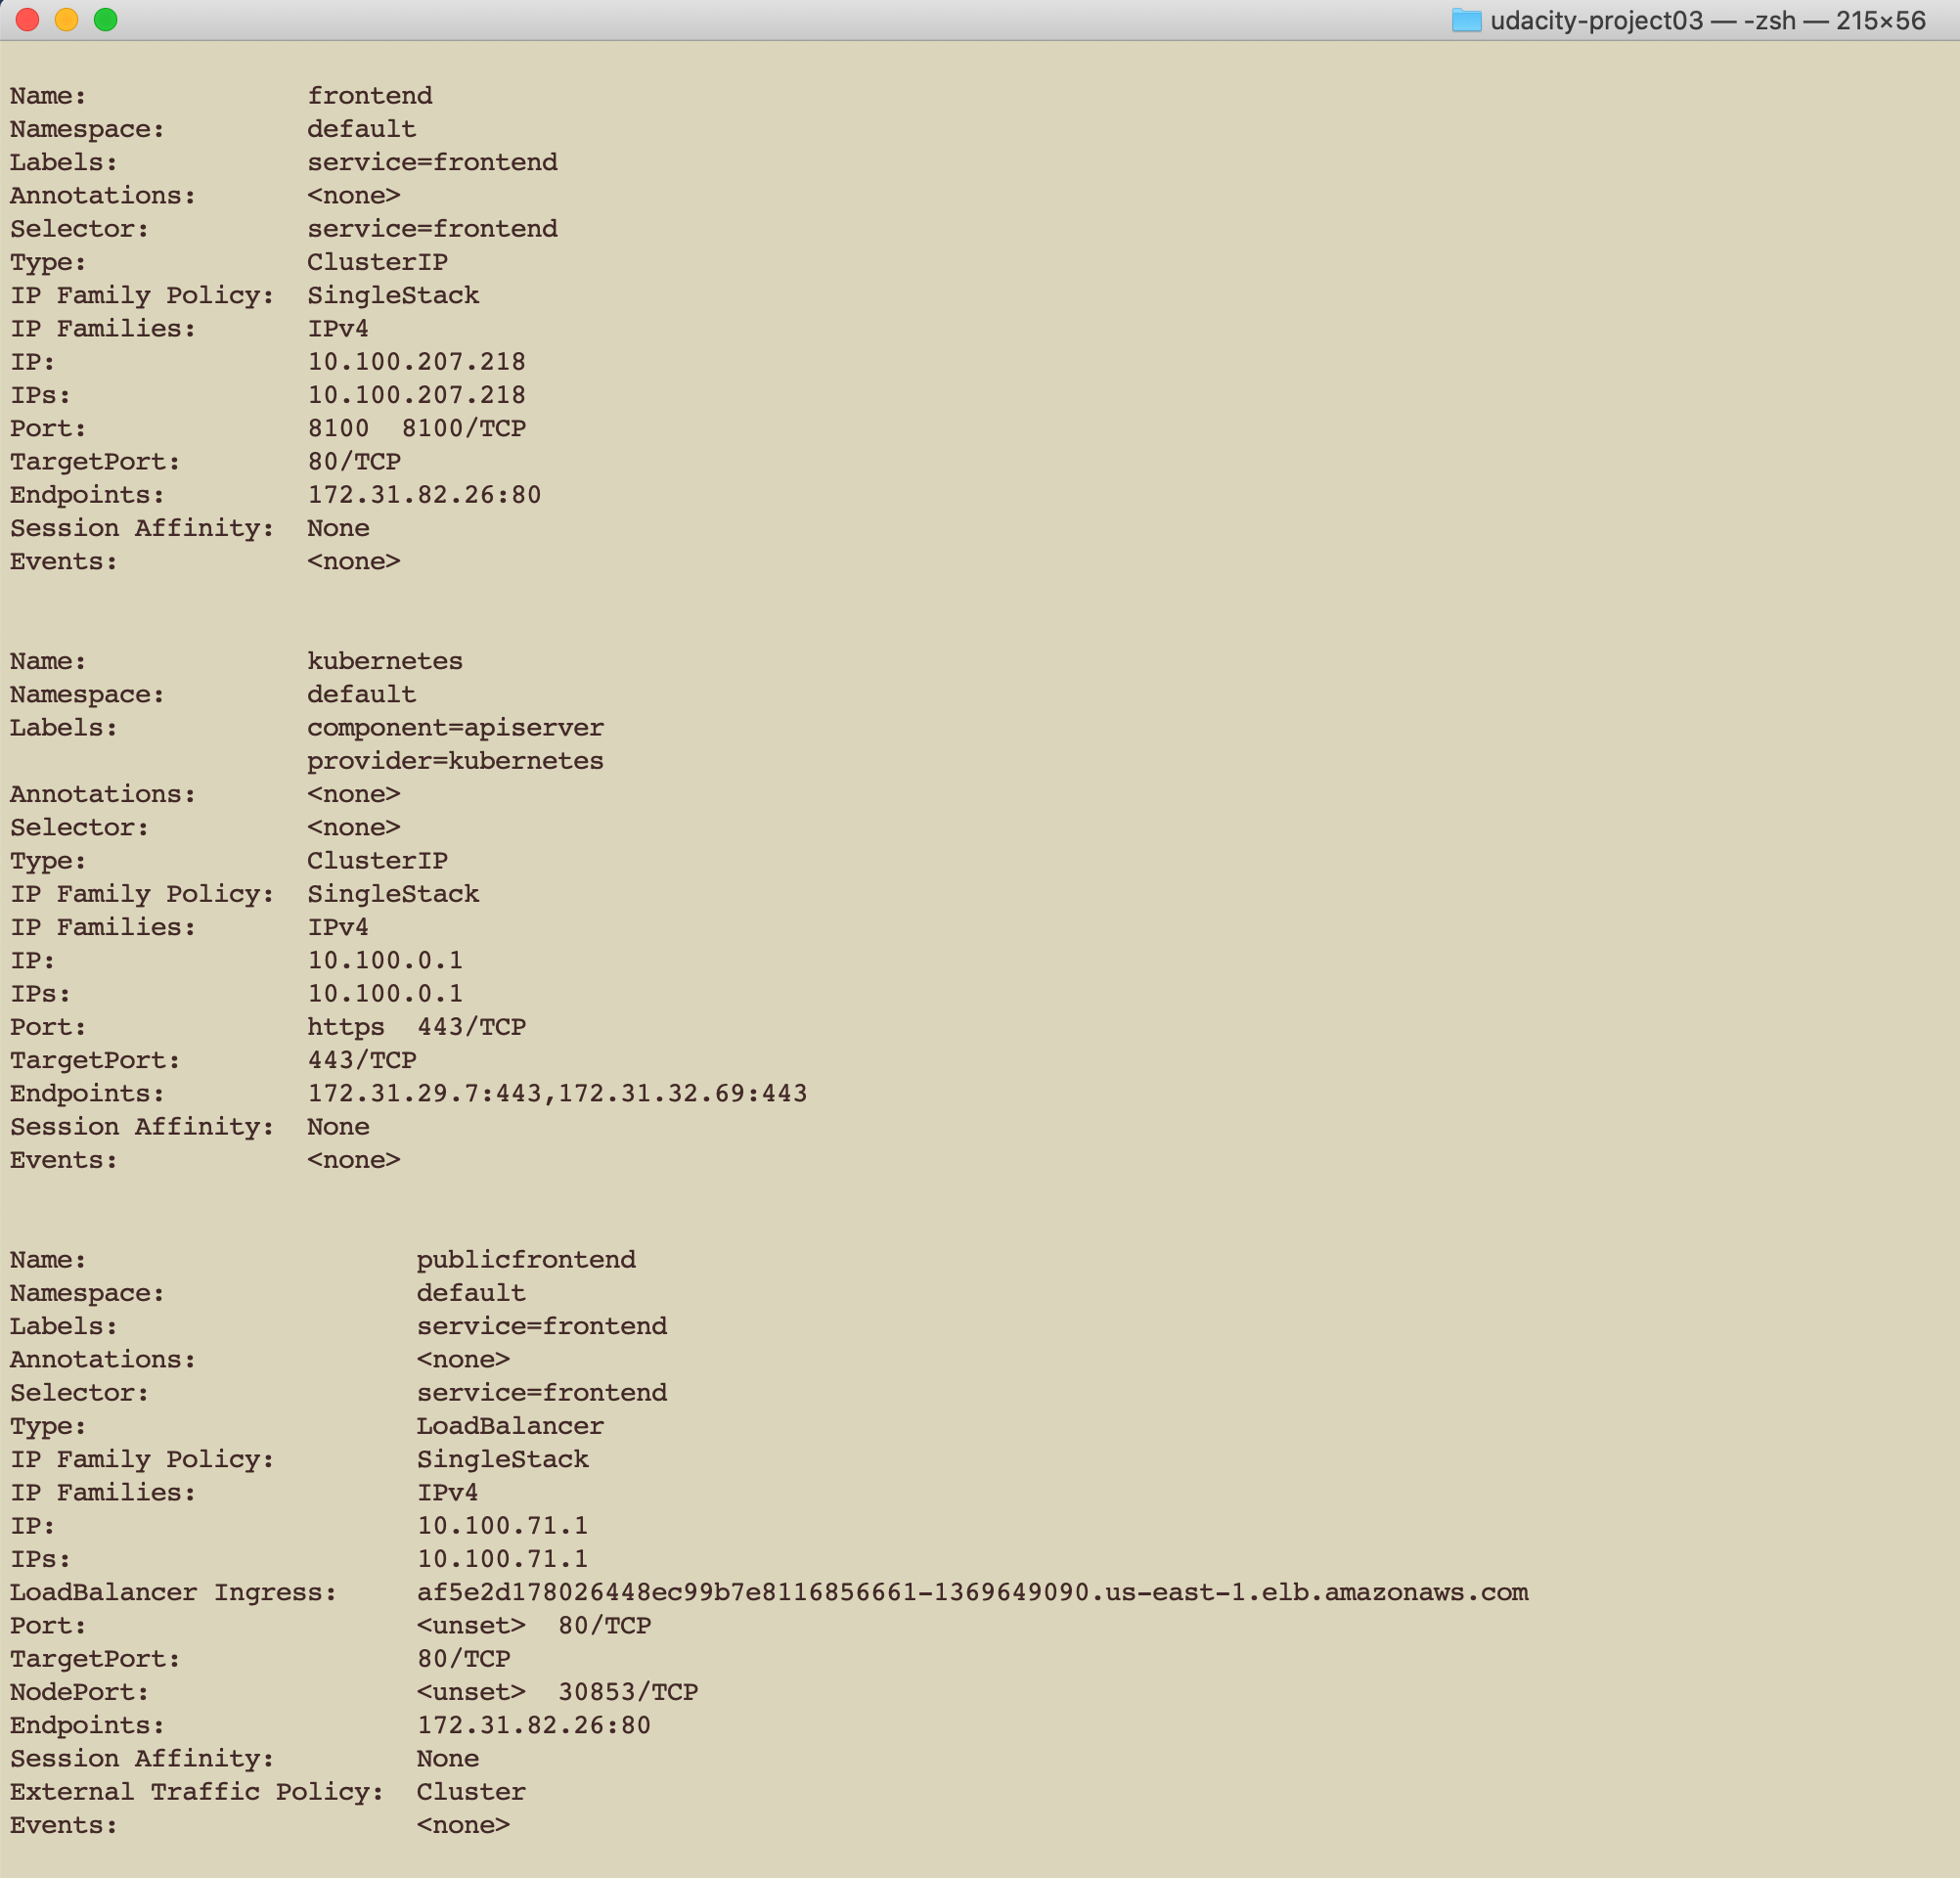 udacity-project03 — -zsh — 215×56
Name: frontend
Namespace: default
Labels: service=frontend
Annotations: <none>
Selector: service=frontend
Type: ClusterIP
IP Family Policy: SingleStack
IP Families: IPv4
IP: 10.100.207.218
IPs: 10.100.207.218
Port: 8100 8100/TCP
TargetPort: 80/TCP
Endpoints: 172.31.82.26:80
Session Affinity: None
Events: <none>
Name: kubernetes
Namespace: default
Labels: component=apiserver
provider=kubernetes
Annotations: <none>
Selector: <none>
Type: ClusterIP
IP Family Policy: SingleStack
IP Families: IPv4
IP: 10.100.0.1
IPs: 10.100.0.1
Port: https 443/TCP
TargetPort: 443/TCP
Endpoints: 172.31.29.7:443,172.31.32.69:443
Session Affinity: None
Events: <none>
Name: publicfrontend
Namespace: default
Labels: service=frontend
Annotations: <none>
Selector: service=frontend
Type: LoadBalancer
IP Family Policy: SingleStack
IP Families: IPv4
IP: 10.100.71.1
IPs: 10.100.71.1
LoadBalancer Ingress: af5e2d178026448ec99b7e8116856661-1369649090.us-east-1.elb.amazonaws.com
Port: <unset> 80/TCP
TargetPort: 80/TCP
NodePort: <unset> 30853/TCP
Endpoints: 172.31.82.26:80
Session Affinity: None
External Traffic Policy: Cluster
Events: <none>